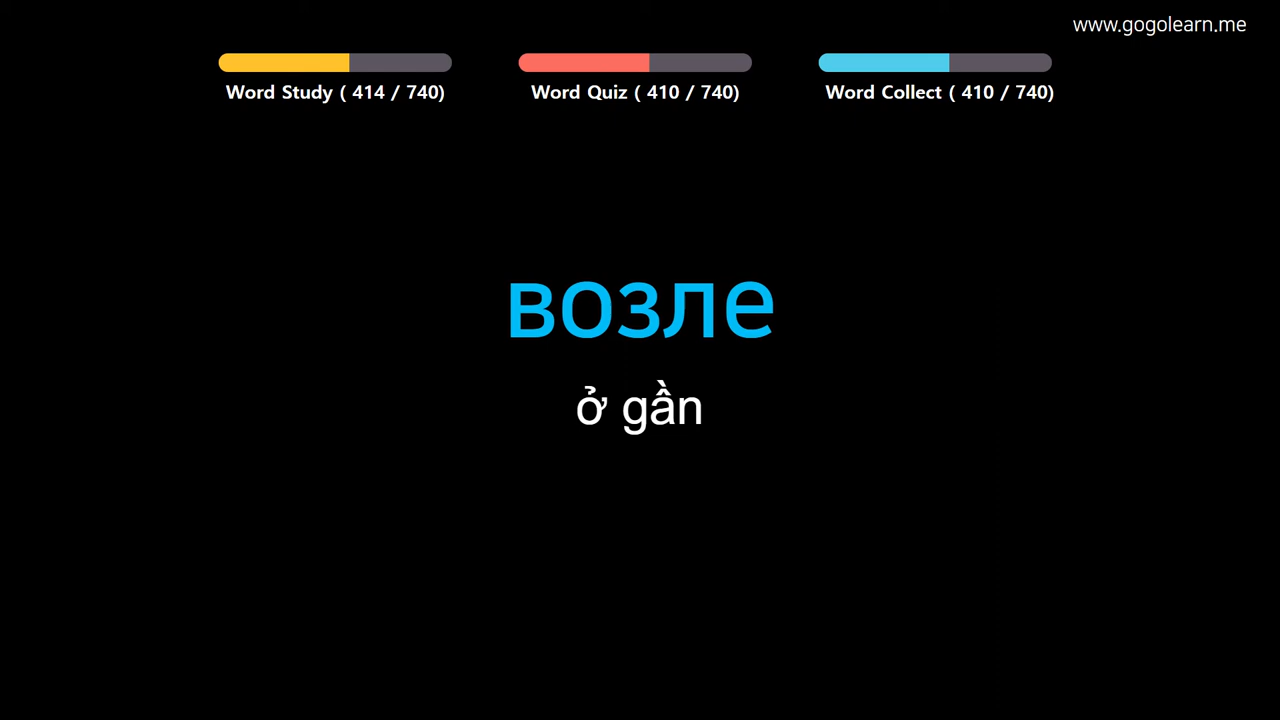 www.gogolearn.me
Word Study ( 414 / 740)
Word Quiz ( 410 / 740)
Word Collect ( 410 / 740)
возле
ở gần